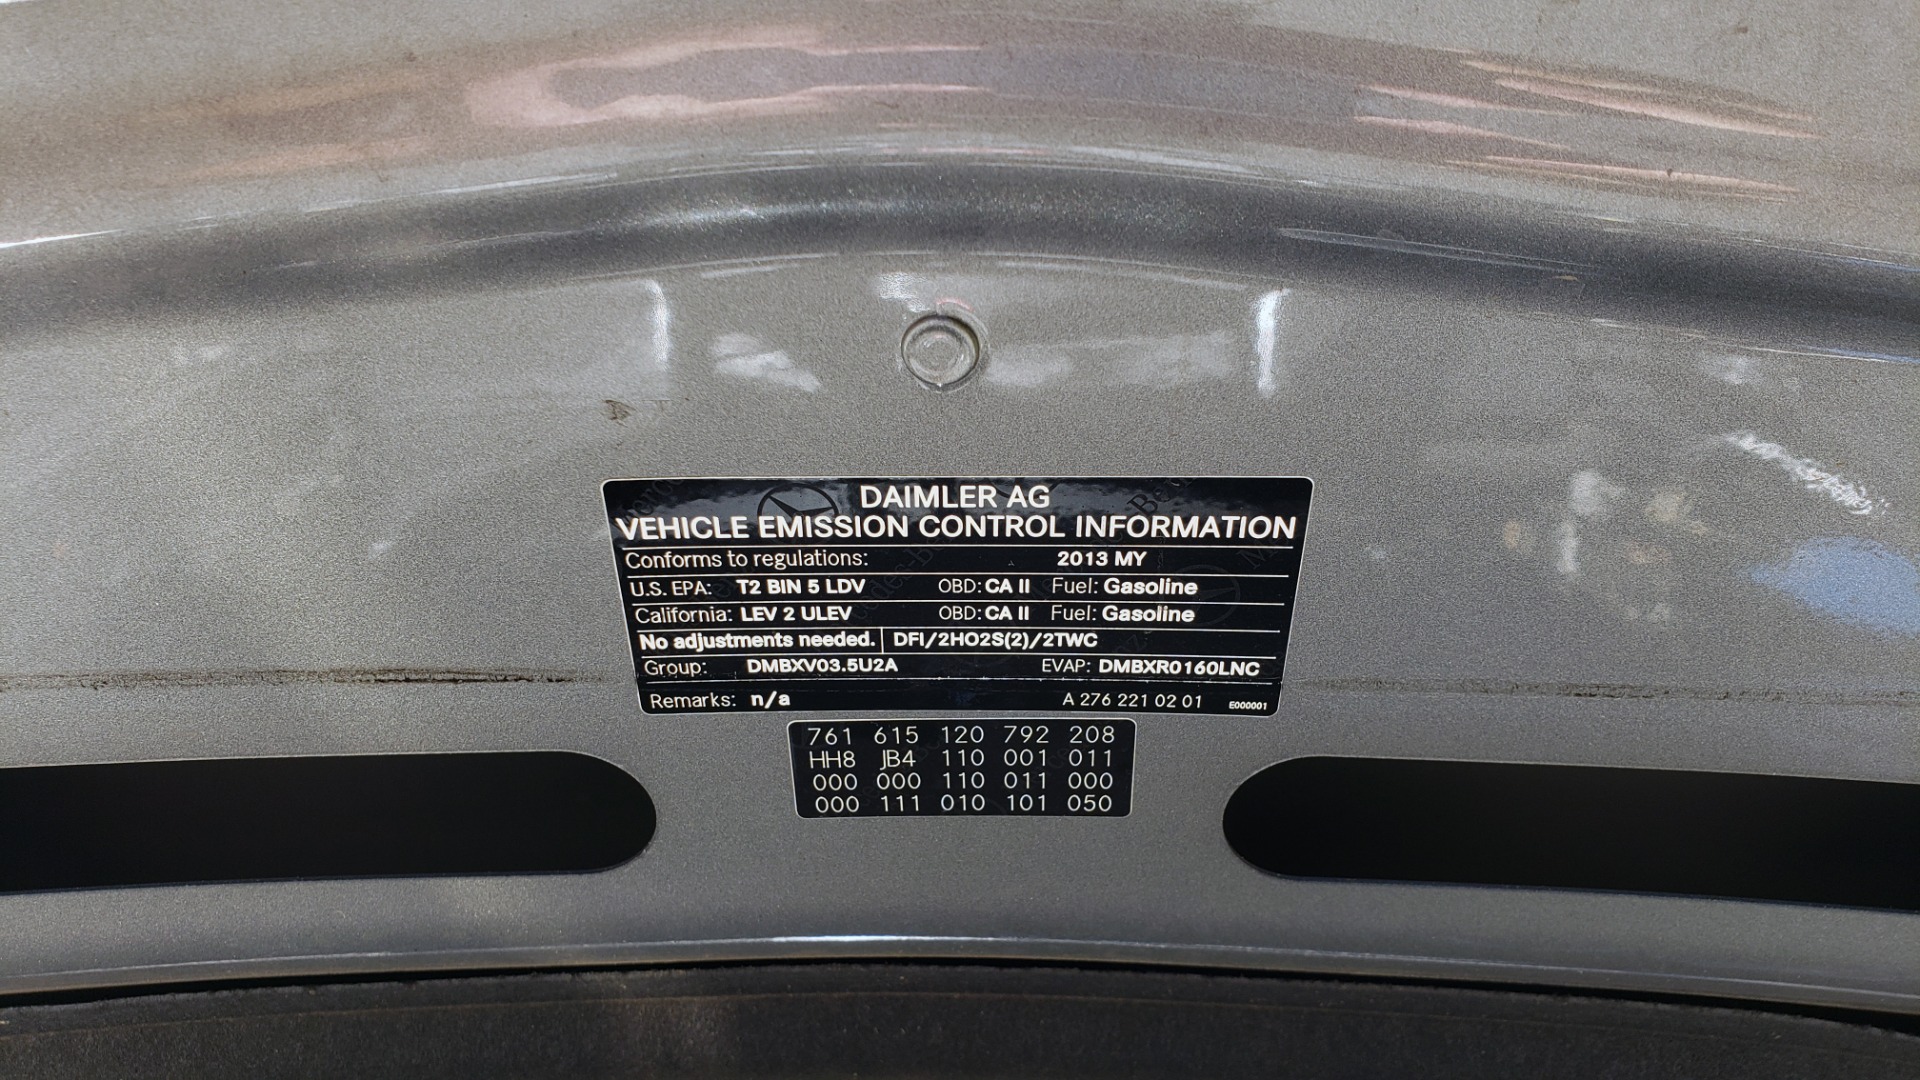 DAIMLER AG
VEHICLE EMISSION CONTROL INFORMATION
Conforms to regulations: 2013 MY
U.S. EPA: T2 BIN 5 LDV OBD: CA II Fuel: Gasoline
California: LEV 2 ULEV OBD: CA II Fuel: Gasoline
No adjustments needed. DFI/2HO2S(2)/2TWC
Group: DMBXV03.5U2A EVAP: DMBXR0160LNC
Remarks: n/a A 276 221 02 01 E000001
761 615 120 792 208
HH8 JB4 110 001 011
000 000 110 011 000
000 111 010 101 050